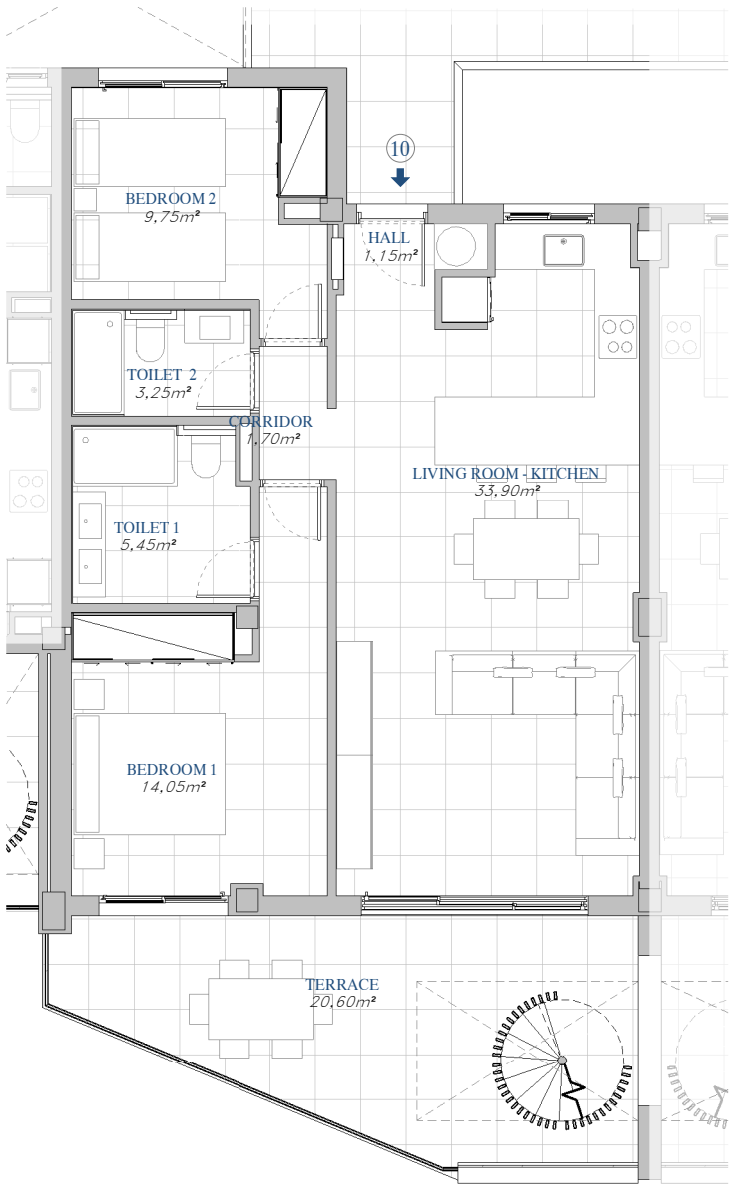 10
BEDROOM 2
9,75m²
HALL
1,15m²
TOILET 2
3,25m²
CORRIDOR
1,70m²
LIVING ROOM - KITCHEN
33,90m²
TOILET 1
5,45m²
BEDROOM 1
14,05m²
TERRACE
20,60m²